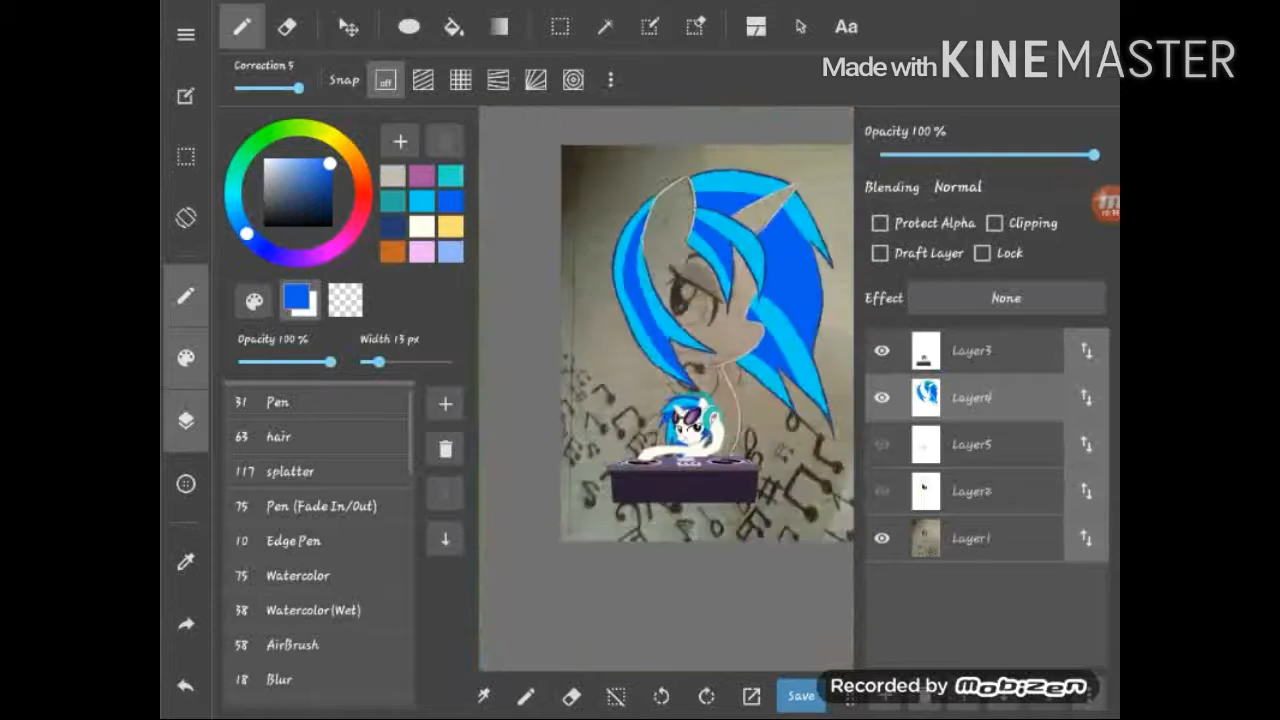 Aa
Made with KINEMASTER
Correction 5
Snap
off
Opacity 100 %
Blending Normal
Protect Alpha
Clipping
Draft Layer
Lock
Effect
None
Opacity 100 %
Width 13 px
Layer3
Layer4
Layer5
Layer2
Layer1
31 Pen
63 hair
117 splatter
75 Pen (Fade In/Out)
10 Edge Pen
75 Watercolor
38 Watercolor (Wet)
58 AirBrush
18 Blur
Save
Recorded by mobizen